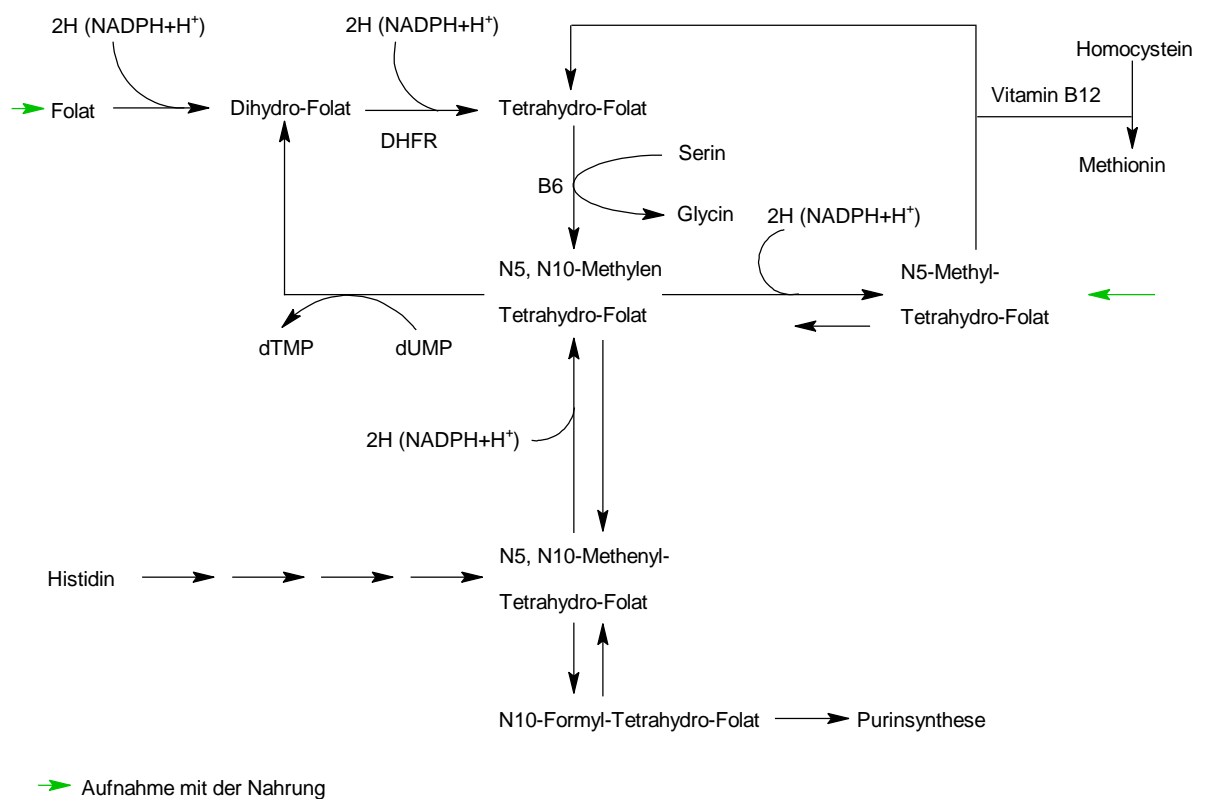 2H (NADPH+H⁺)
2H (NADPH+H⁺)
Homocystein
Folat
Dihydro-Folat
Tetrahydro-Folat
Vitamin B12
DHFR
Methionin
Serin
B6
Glycin
2H (NADPH+H⁺)
N5, N10-Methylen
Tetrahydro-Folat
N5-Methyl-
Tetrahydro-Folat
dTMP
dUMP
2H (NADPH+H⁺)
Histidin
N5, N10-Methenyl-
Tetrahydro-Folat
N10-Formyl-Tetrahydro-Folat
Purinsynthese
Aufnahme mit der Nahrung